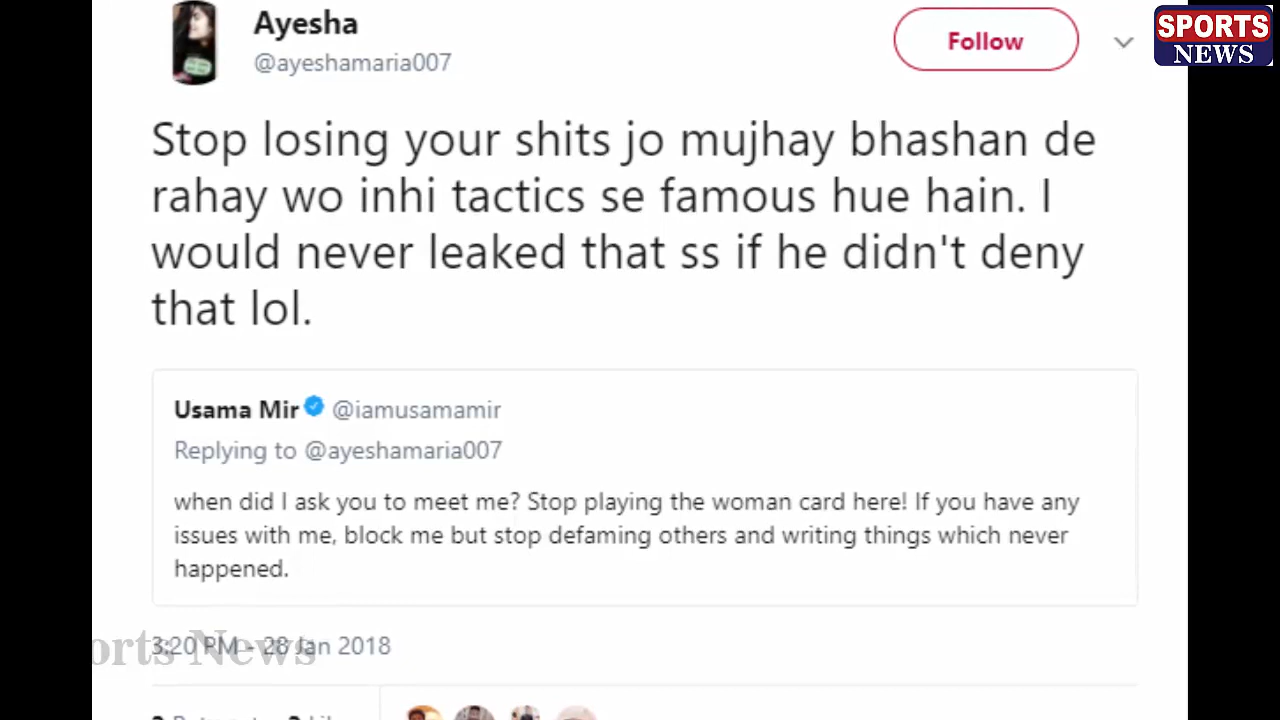 Ayesha
@ayeshamaria007
Follow
SPORTS
NEWS
Stop losing your shits jo mujhay bhashan de
rahay wo inhi tactics se famous hue hain. I
would never leaked that ss if he didn't deny
that lol.
Usama Mir @iamusamamir
Replying to @ayeshamaria007
when did I ask you to meet me? Stop playing the woman card here! If you have any
issues with me, block me but stop defaming others and writing things which never
happened.
3:20 PM - 28 Jan 2018
orts News